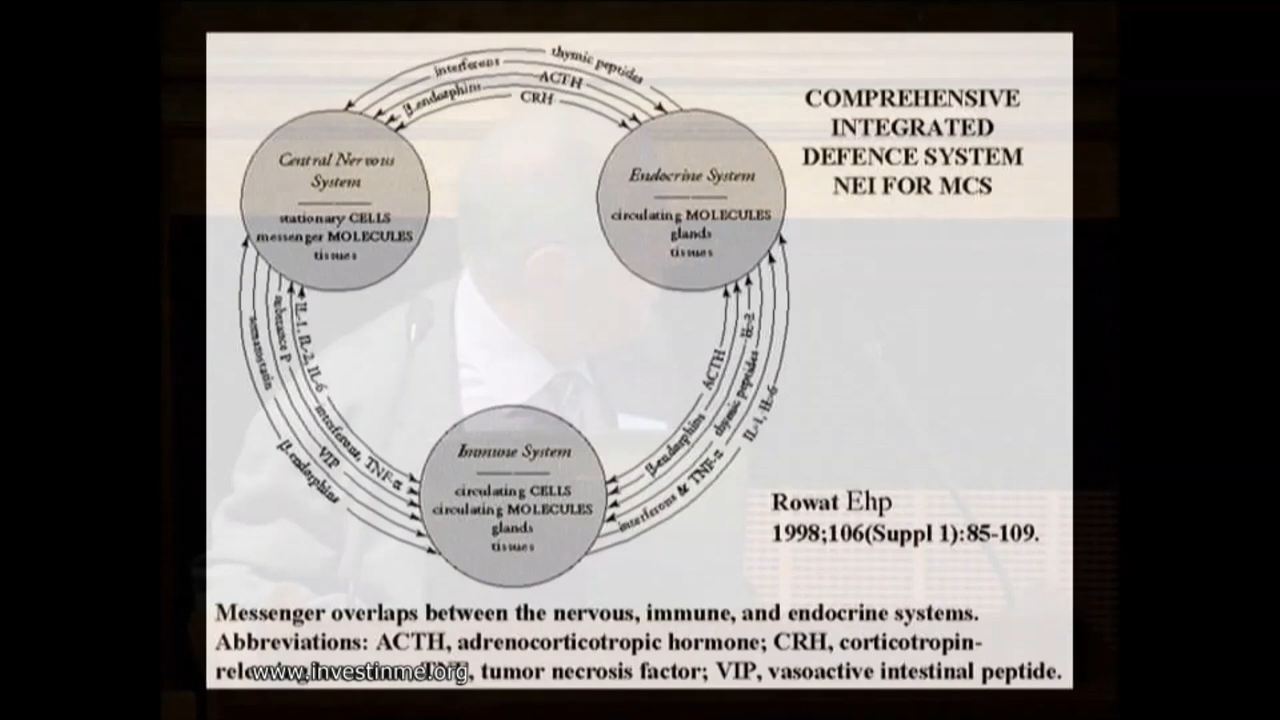 COMPREHENSIVE
INTEGRATED
DEFENCE SYSTEM
NEI FOR MCS
thymic peptides
interferons
ACTH
β.endorphins
CRH
Central Nervous
System
stationary CELLS
messenger MOLECULES
tissues
Endocrine System
circulating MOLECULES
glands
tissues
IL-1, IL-2, IL-6
substance P
somatostatin
interferons, TNF-α
VIP
β.endorphins
IL-2
ACTH
thymic peptides
IL-1, IL-6
β.endorphins
interferons & TNF-α
Immune System
circulating CELLS
circulating MOLECULES
glands
tissues
Rowat Ehp
1998;106(Suppl 1):85-109.
Messenger overlaps between the nervous, immune, and endocrine systems.
Abbreviations: ACTH, adrenocorticotropic hormone; CRH, corticotropin-
tumor necrosis factor; VIP, vasoactive intestinal peptide.
www.investinme.org